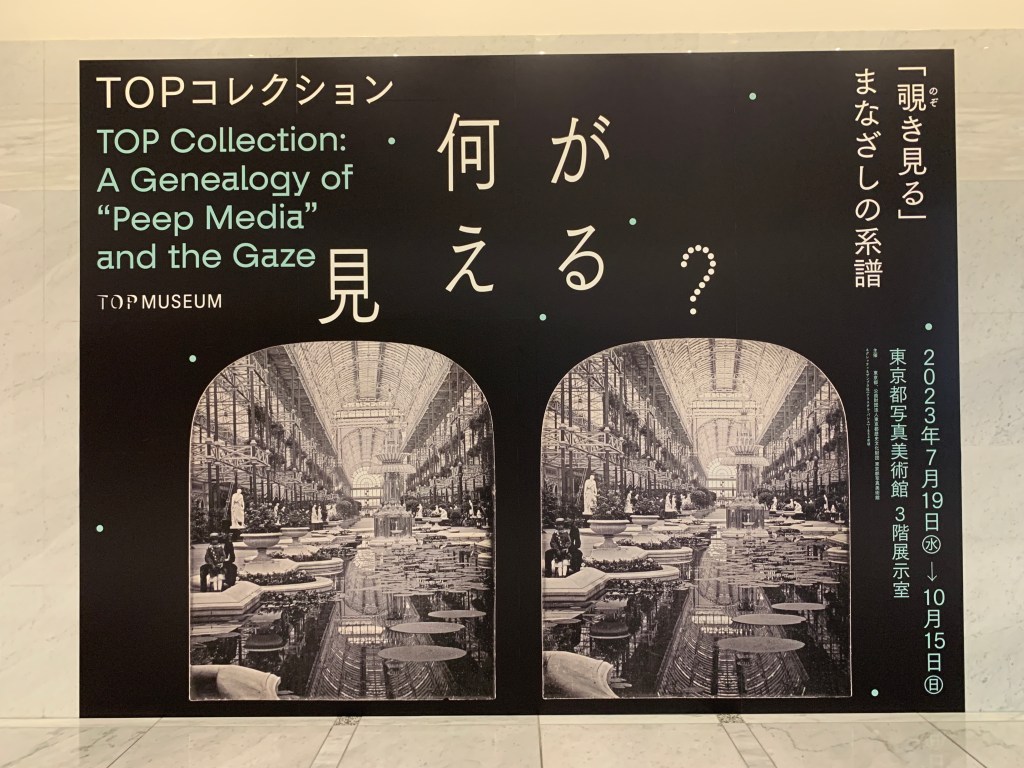 TOPコレクション
TOP Collection:
A Genealogy of
“Peep Media”
and the Gaze
TOP MUSEUM
何が
見える?
「覗き見る」
のぞ
まなざしの系譜
2023年7月19日㊌→10月15日㊐
東京都写真美術館 3階展示室